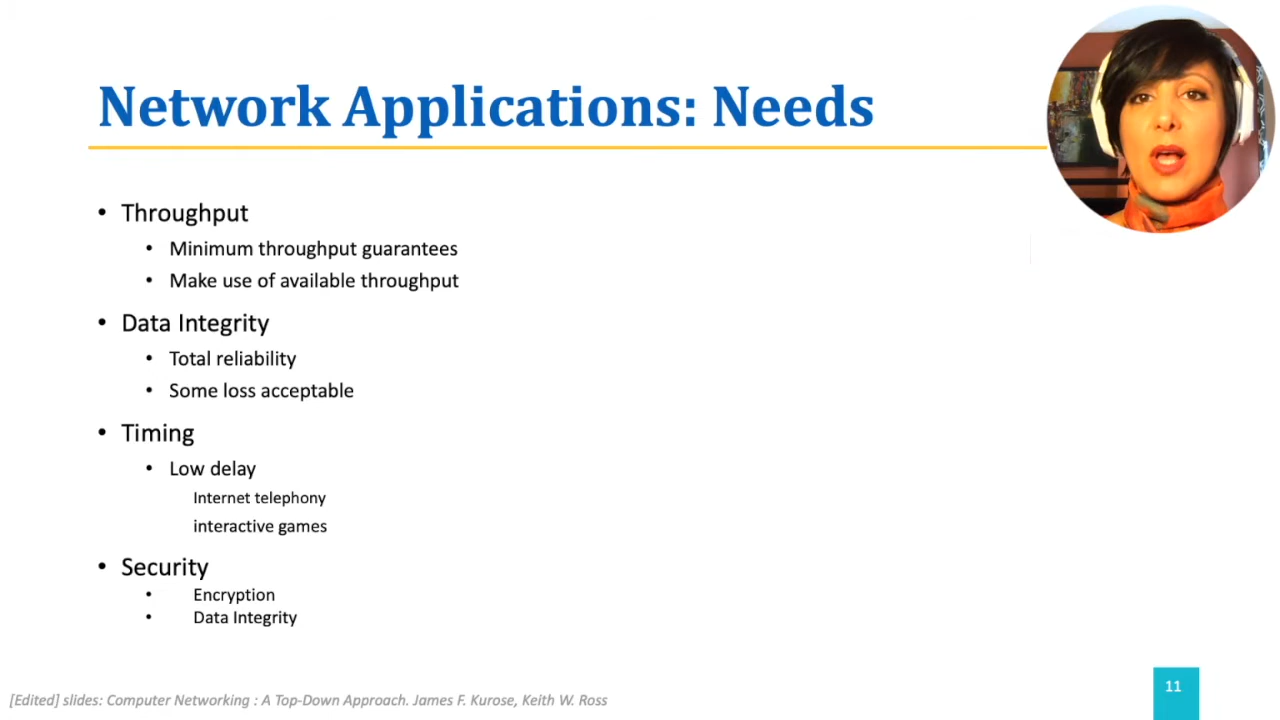 Network Applications: Needs
• Throughput
• Minimum throughput guarantees
• Make use of available throughput
• Data Integrity
• Total reliability
• Some loss acceptable
• Timing
• Low delay
Internet telephony
interactive games
• Security
• Encryption
• Data Integrity
[Edited] slides: Computer Networking : A Top-Down Approach. James F. Kurose, Keith W. Ross
11